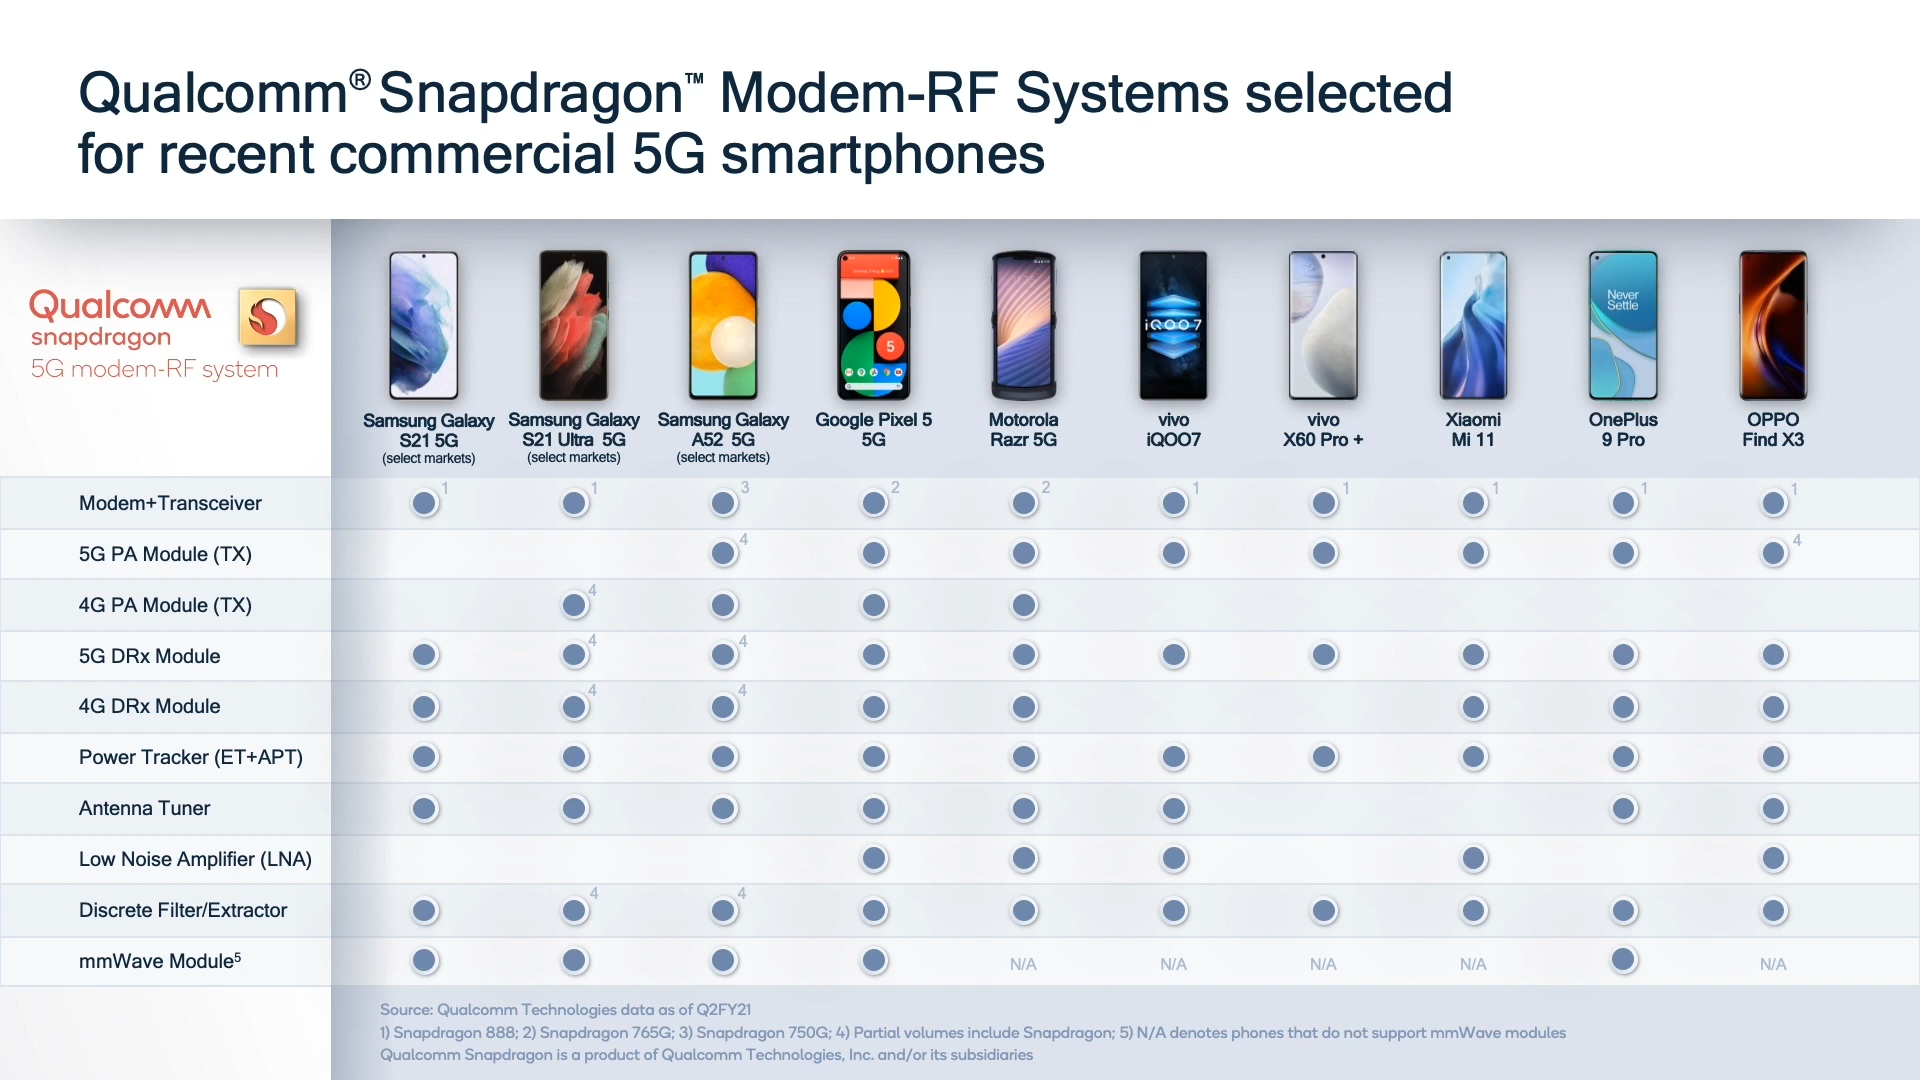 Qualcomm® Snapdragon™ Modem-RF Systems selected
for recent commercial 5G smartphones
Qualcomm
snapdragon
5G modem-RF system
5
iQOO7
Never
Settle
Samsung Galaxy
S21 5G
(select markets)
Samsung Galaxy
S21 Ultra 5G
(select markets)
Samsung Galaxy
A52 5G
(select markets)
Google Pixel 5
5G
Motorola
Razr 5G
vivo
iQOO7
vivo
X60 Pro +
Xiaomi
Mi 11
OnePlus
9 Pro
OPPO
Find X3
Modem+Transceiver 1 1 3 2 2 1 1 1 1 1
5G PA Module (TX) 4 4
4G PA Module (TX) 4
5G DRx Module 4 4
4G DRx Module 4 4
Power Tracker (ET+APT)
Antenna Tuner
Low Noise Amplifier (LNA)
Discrete Filter/Extractor 4 4
mmWave Module5 N/A N/A N/A N/A N/A
Source: Qualcomm Technologies data as of Q2FY21
1) Snapdragon 888; 2) Snapdragon 765G; 3) Snapdragon 750G; 4) Partial volumes include Snapdragon; 5) N/A denotes phones that do not support mmWave modules
Qualcomm Snapdragon is a product of Qualcomm Technologies, Inc. and/or its subsidiaries